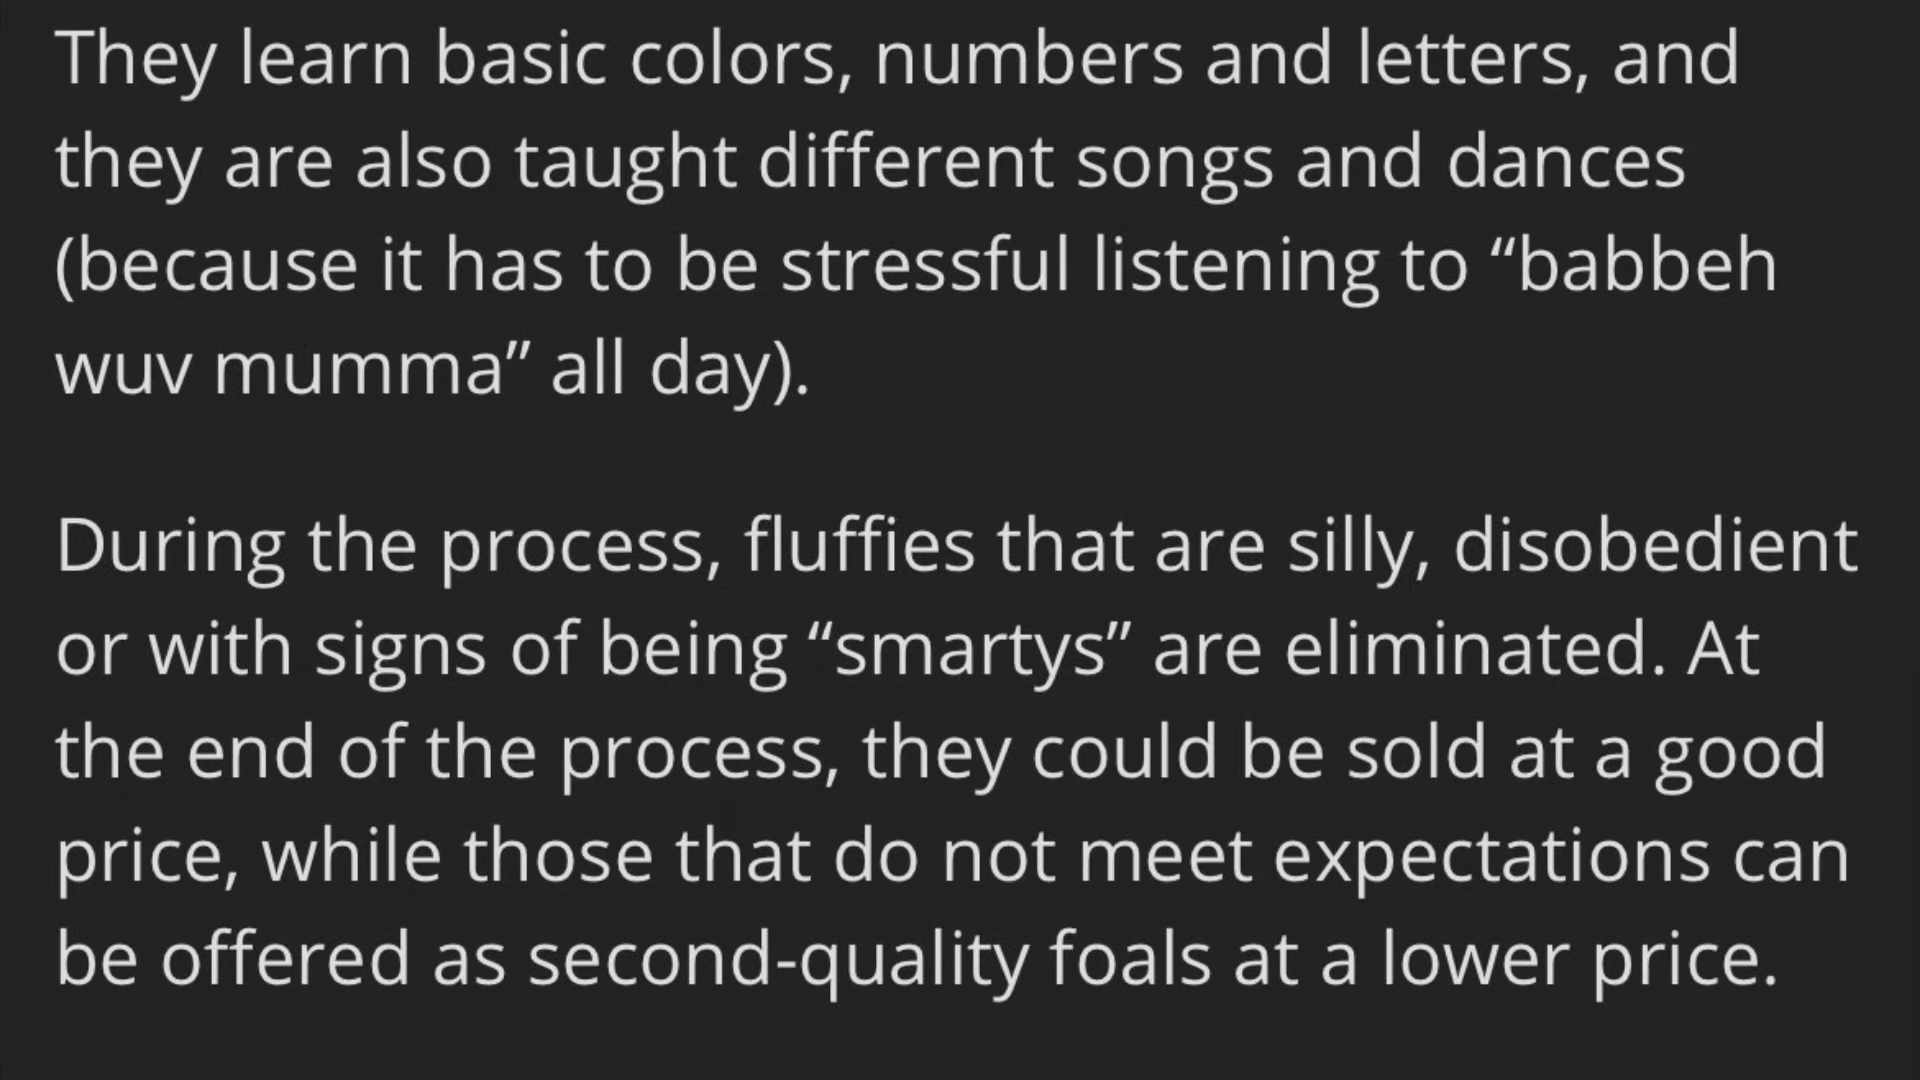 They learn basic colors, numbers and letters, and
they are also taught different songs and dances
(because it has to be stressful listening to “babbeh
wuv mumma” all day).
During the process, fluffies that are silly, disobedient
or with signs of being “smartys” are eliminated. At
the end of the process, they could be sold at a good
price, while those that do not meet expectations can
be offered as second-quality foals at a lower price.